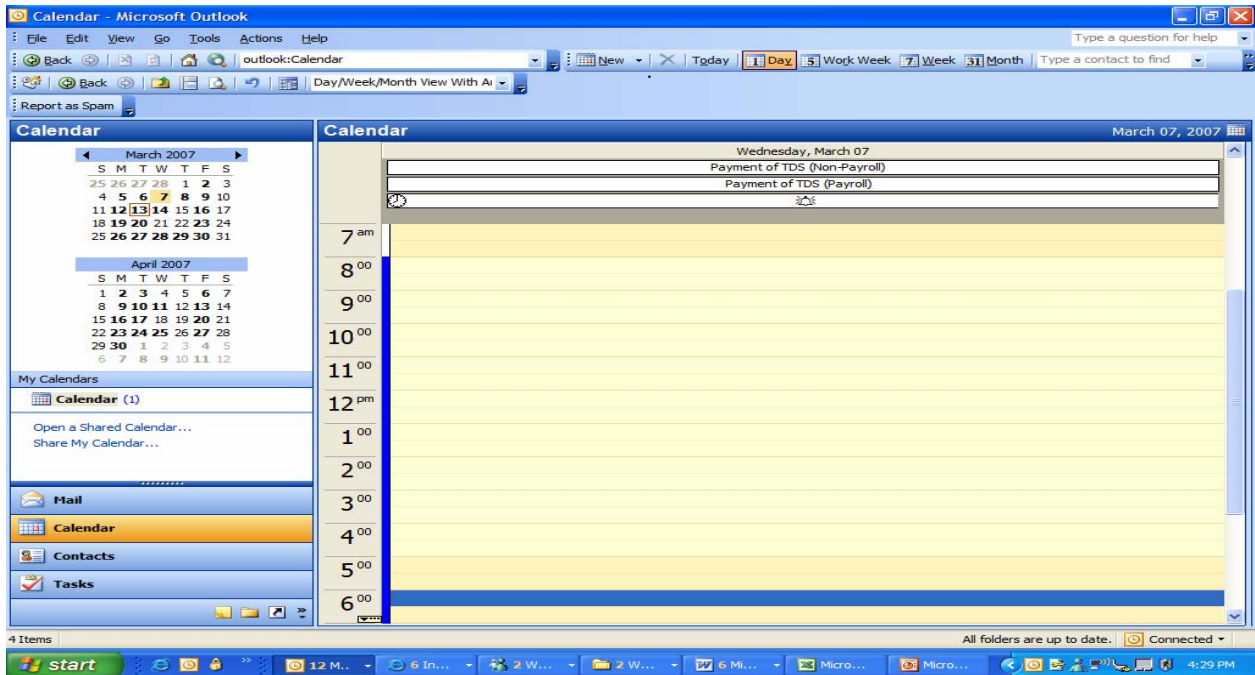 Calendar - Microsoft Outlook
File Edit View Go Tools Actions Help Type a question for help
Back outlook:Calendar New Today 1 Day 5 Work Week 7 Week 31 Month Type a contact to find
Back Day/Week/Month View With Au
Report as Spam
Calendar
March 2007
S M T W T F S
25 26 27 28 1 2 3
4 5 6 7 8 9 10
11 12 13 14 15 16 17
18 19 20 21 22 23 24
25 26 27 28 29 30 31
April 2007
S M T W T F S
1 2 3 4 5 6 7
8 9 10 11 12 13 14
15 16 17 18 19 20 21
22 23 24 25 26 27 28
29 30 1 2 3 4 5
6 7 8 9 10 11 12
My Calendars
Calendar (1)
Open a Shared Calendar...
Share My Calendar...
Mail
Calendar
Contacts
Tasks
Calendar March 07, 2007
Wednesday, March 07
Payment of TDS (Non-Payroll)
Payment of TDS (Payroll)
7 am
8 00
9 00
10 00
11 00
12 pm
1 00
2 00
3 00
4 00
5 00
6 00
4 Items All folders are up to date. Connected
start 12 M.. 6 In... 2 W... 2 W... 6 Mi... Micro... Micro... 4:29 PM